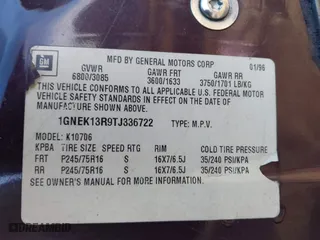 GM
MFD BY GENERAL MOTORS CORP 01/96
GVWR GAWR FRT GAWR RR
6800/3085 3600/1633 3750/1701 LB/KG
THIS VEHICLE CONFORMS TO ALL APPLICABLE U.S. FEDERAL MOTOR
VEHICLE SAFETY STANDARDS IN EFFECT ON THE DATE OF
MANUFACTURE SHOWN ABOVE.
1GNEK13R9TJ336722 TYPE: M.P.V.
MODEL: K10706
KPBA TIRE SIZE SPEED RTG RIM COLD TIRE PRESSURE
FRT P245/75R16 S 16X7/6.5J 35/240 PSI/KPA
RR P245/75R16 S 16X7/6.5J 35/240 PSI/KPA
SEE OWNER'S MANUAL FOR MORE INFORMATION.
© DREAMBID